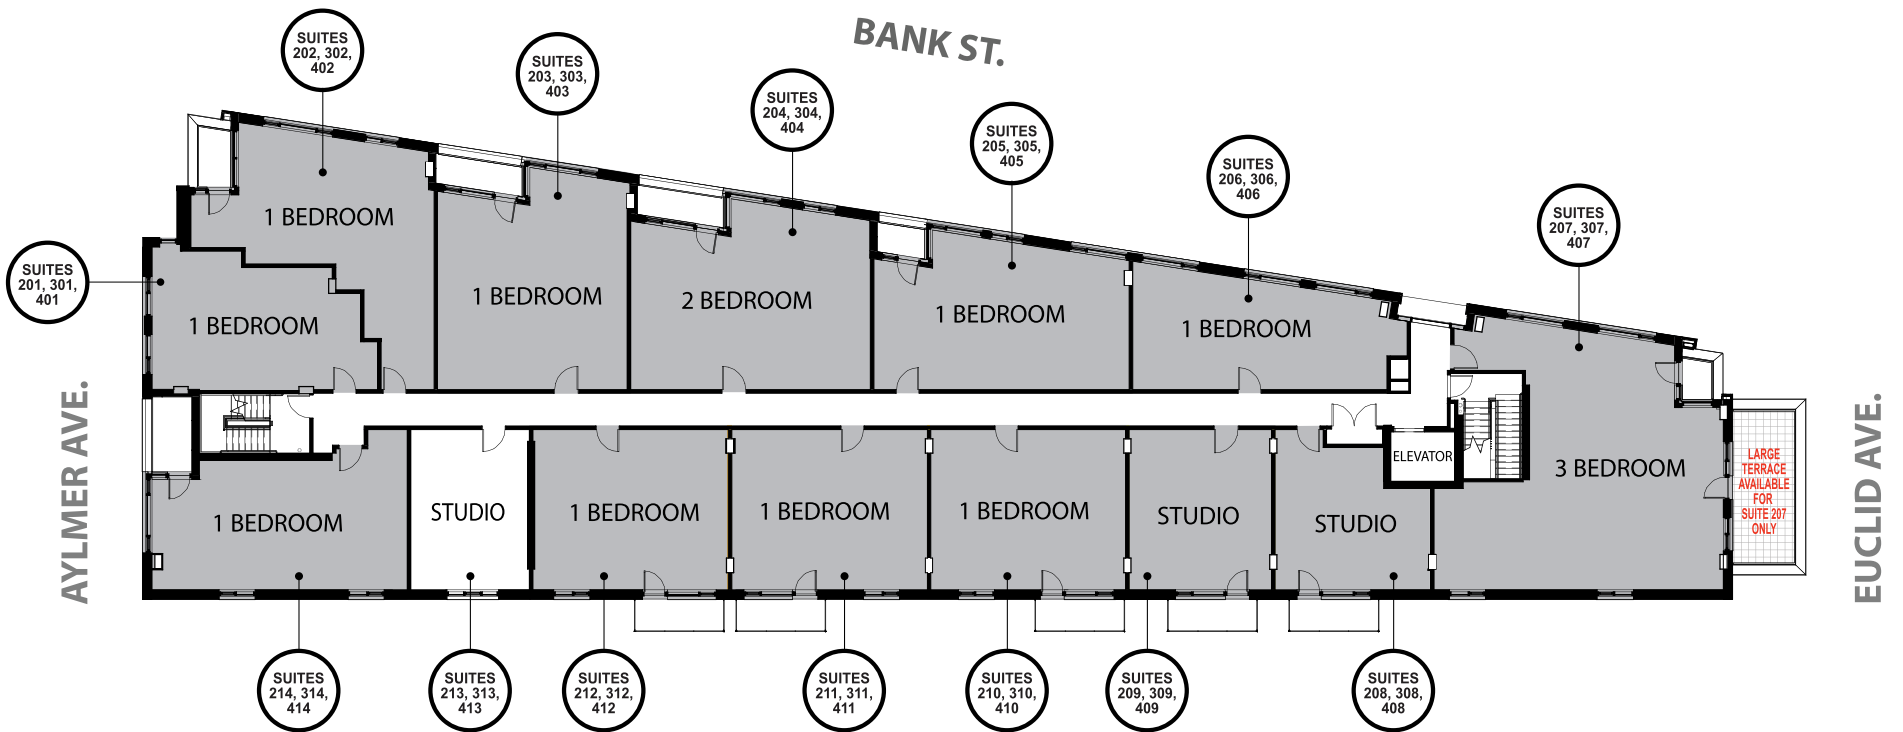 BANK ST.
SUITES
202, 302,
402
SUITES
203, 303,
403
SUITES
204, 304,
404
SUITES
205, 305,
405
SUITES
206, 306,
406
SUITES
207, 307,
407
SUITES
201, 301,
401
1 BEDROOM
1 BEDROOM
1 BEDROOM
2 BEDROOM
1 BEDROOM
1 BEDROOM
AYLMER AVE.
EUCLID AVE.
ELEVATOR
3 BEDROOM
LARGE
TERRACE
AVAILABLE
FOR
SUITE 207
ONLY
1 BEDROOM
STUDIO
1 BEDROOM
1 BEDROOM
1 BEDROOM
STUDIO
STUDIO
SUITES
214, 314,
414
SUITES
213, 313,
413
SUITES
212, 312,
412
SUITES
211, 311,
411
SUITES
210, 310,
410
SUITES
209, 309,
409
SUITES
208, 308,
408